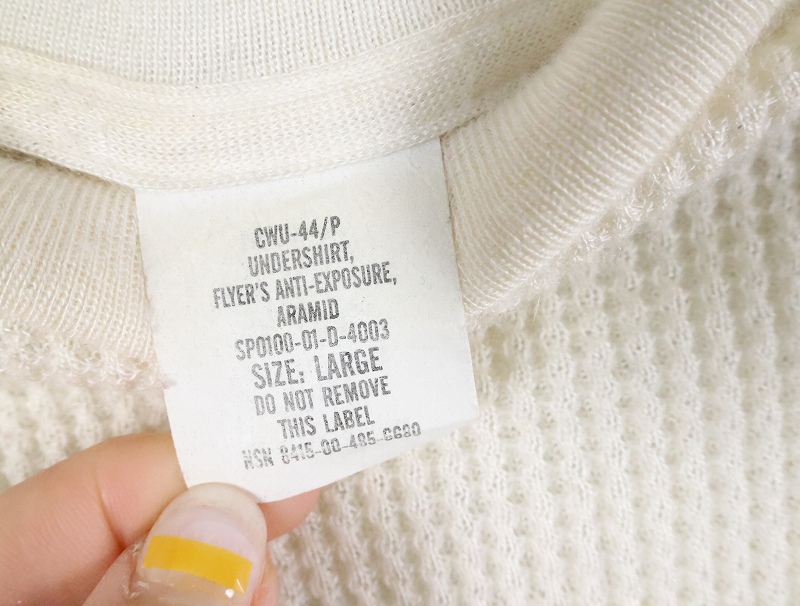 CWU-44/P
UNDERSHIRT,
FLYER'S ANTI-EXPOSURE,
ARAMID
SP0100-01-D-4003
SIZE: LARGE
DO NOT REMOVE
THIS LABEL
NSN 8415-00-485-6680